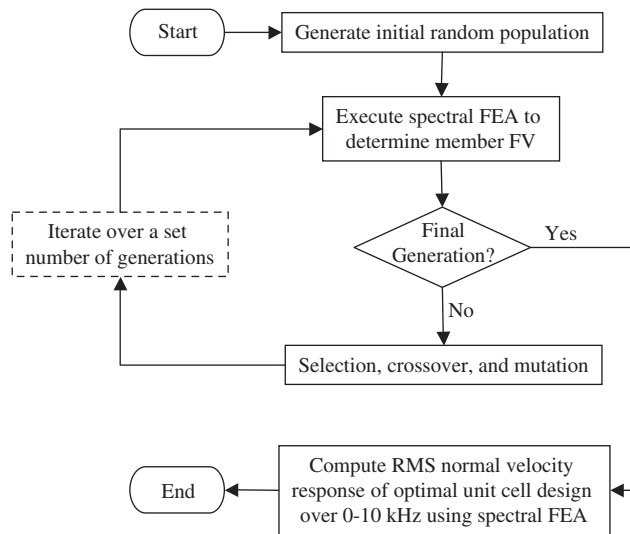 Start
Generate initial random population
Execute spectral FEA to
determine member FV
Iterate over a set
number of generations
Final
Generation?
Yes
No
Selection, crossover, and mutation
End
Compute RMS normal velocity
response of optimal unit cell design
over 0-10 kHz using spectral FEA